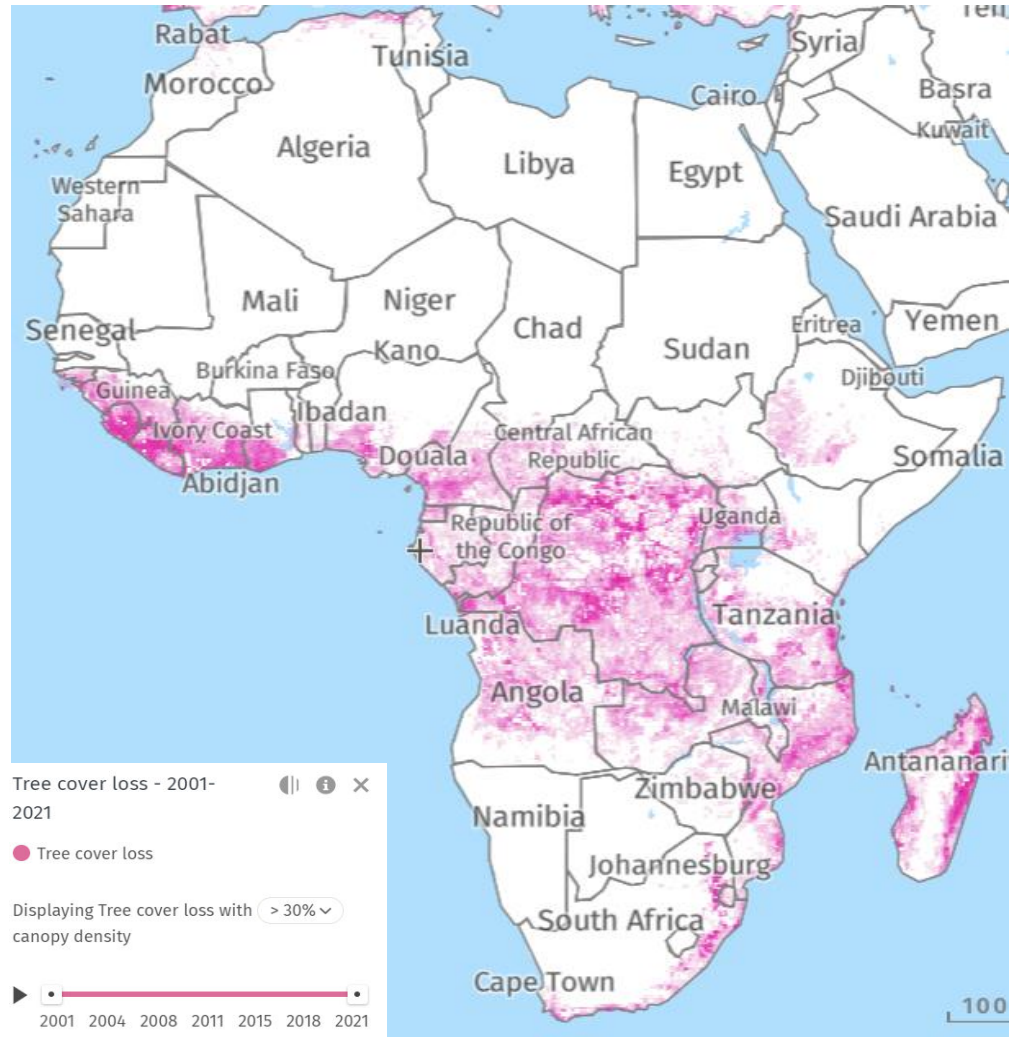 Rabat
Tunisia
Syria
Morocco
Cairo
Basra
Kuwait
Algeria
Libya
Egypt
Western
Sahara
Saudi Arabia
Mali
Niger
Chad
Sudan
Eritrea
Yemen
Senegal
Kano
Burkina Faso
Djibouti
Guinea
Ibadan
Ivory Coast
Central African
Republic
Douala
Somalia
Abidjan
Republic of
the Congo
Uganda
Luanda
Tanzania
Angola
Malawi
Antananari
Zimbabwe
Namibia
Johannesburg
South Africa
Cape Town
100
Tree cover loss - 2001-
2021
Tree cover loss
Displaying Tree cover loss with > 30%
canopy density
2001 2004 2008 2011 2015 2018 2021